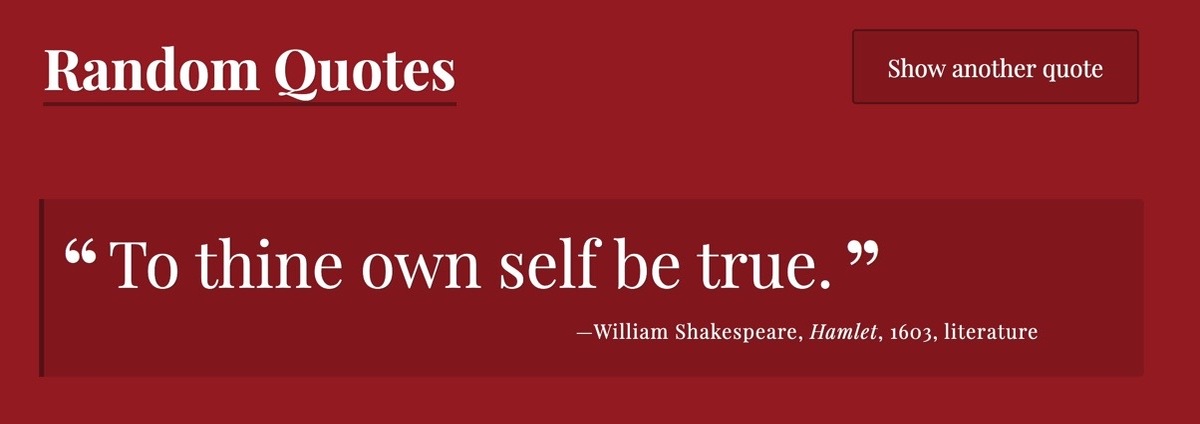 Random Quotes
Show another quote
“ To thine own self be true. ”
—William Shakespeare, Hamlet, 1603, literature